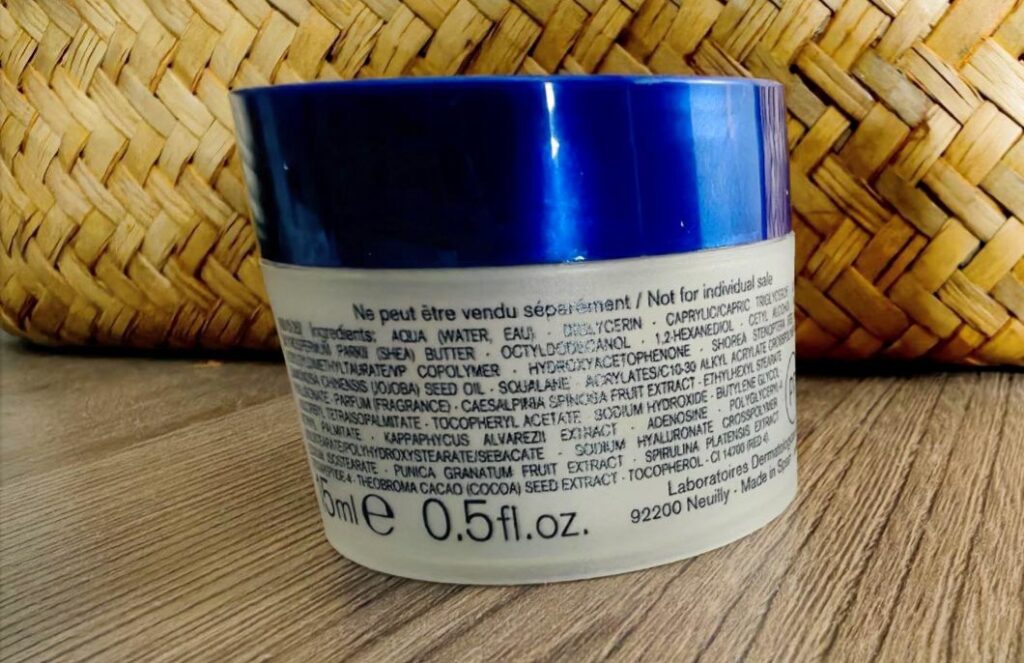 Ne peut être vendu séparément / Not for individual sale
Ingredients: AQUA (WATER, EAU) · DIGLYCERIN · CAPRYLIC/CAPRIC TRIGLYCERIDE
PARKII (SHEA) BUTTER · OCTYLDODECANOL · 1,2-HEXANEDIOL · CETYL ALCOHOL
COPOLYMER · HYDROXYACETOPHENONE · SHOREA STENOPTERA
CHINENSIS (JOJOBA) SEED OIL · SQUALANE · ACRYLATES/C10-30 ALKYL ACRYLATE
PARFUM (FRAGRANCE) · CAESALPINIA SPINOSA FRUIT EXTRACT · ETHYLHEXYL STEARATE
TETRAISOPALMITATE · TOCOPHERYL ACETATE · SODIUM HYDROXIDE · BUTYLENE GLYCOL
PALMITATE · KAPPAPHYCUS ALVAREZII EXTRACT · ADENOSINE · POLYGLYCERYL-4
SODIUM HYALURONATE CROSSPOLYMER
ISOSTEARATE · PUNICA GRANATUM FRUIT EXTRACT · SPIRULINA PLATENSIS EXTRACT
THEOBROMA CACAO (COCOA) SEED EXTRACT · TOCOPHEROL · CI 14700 (RED 4)
5ml e 0.5fl.oz.
Laboratoires
92200 Neuilly - Made in